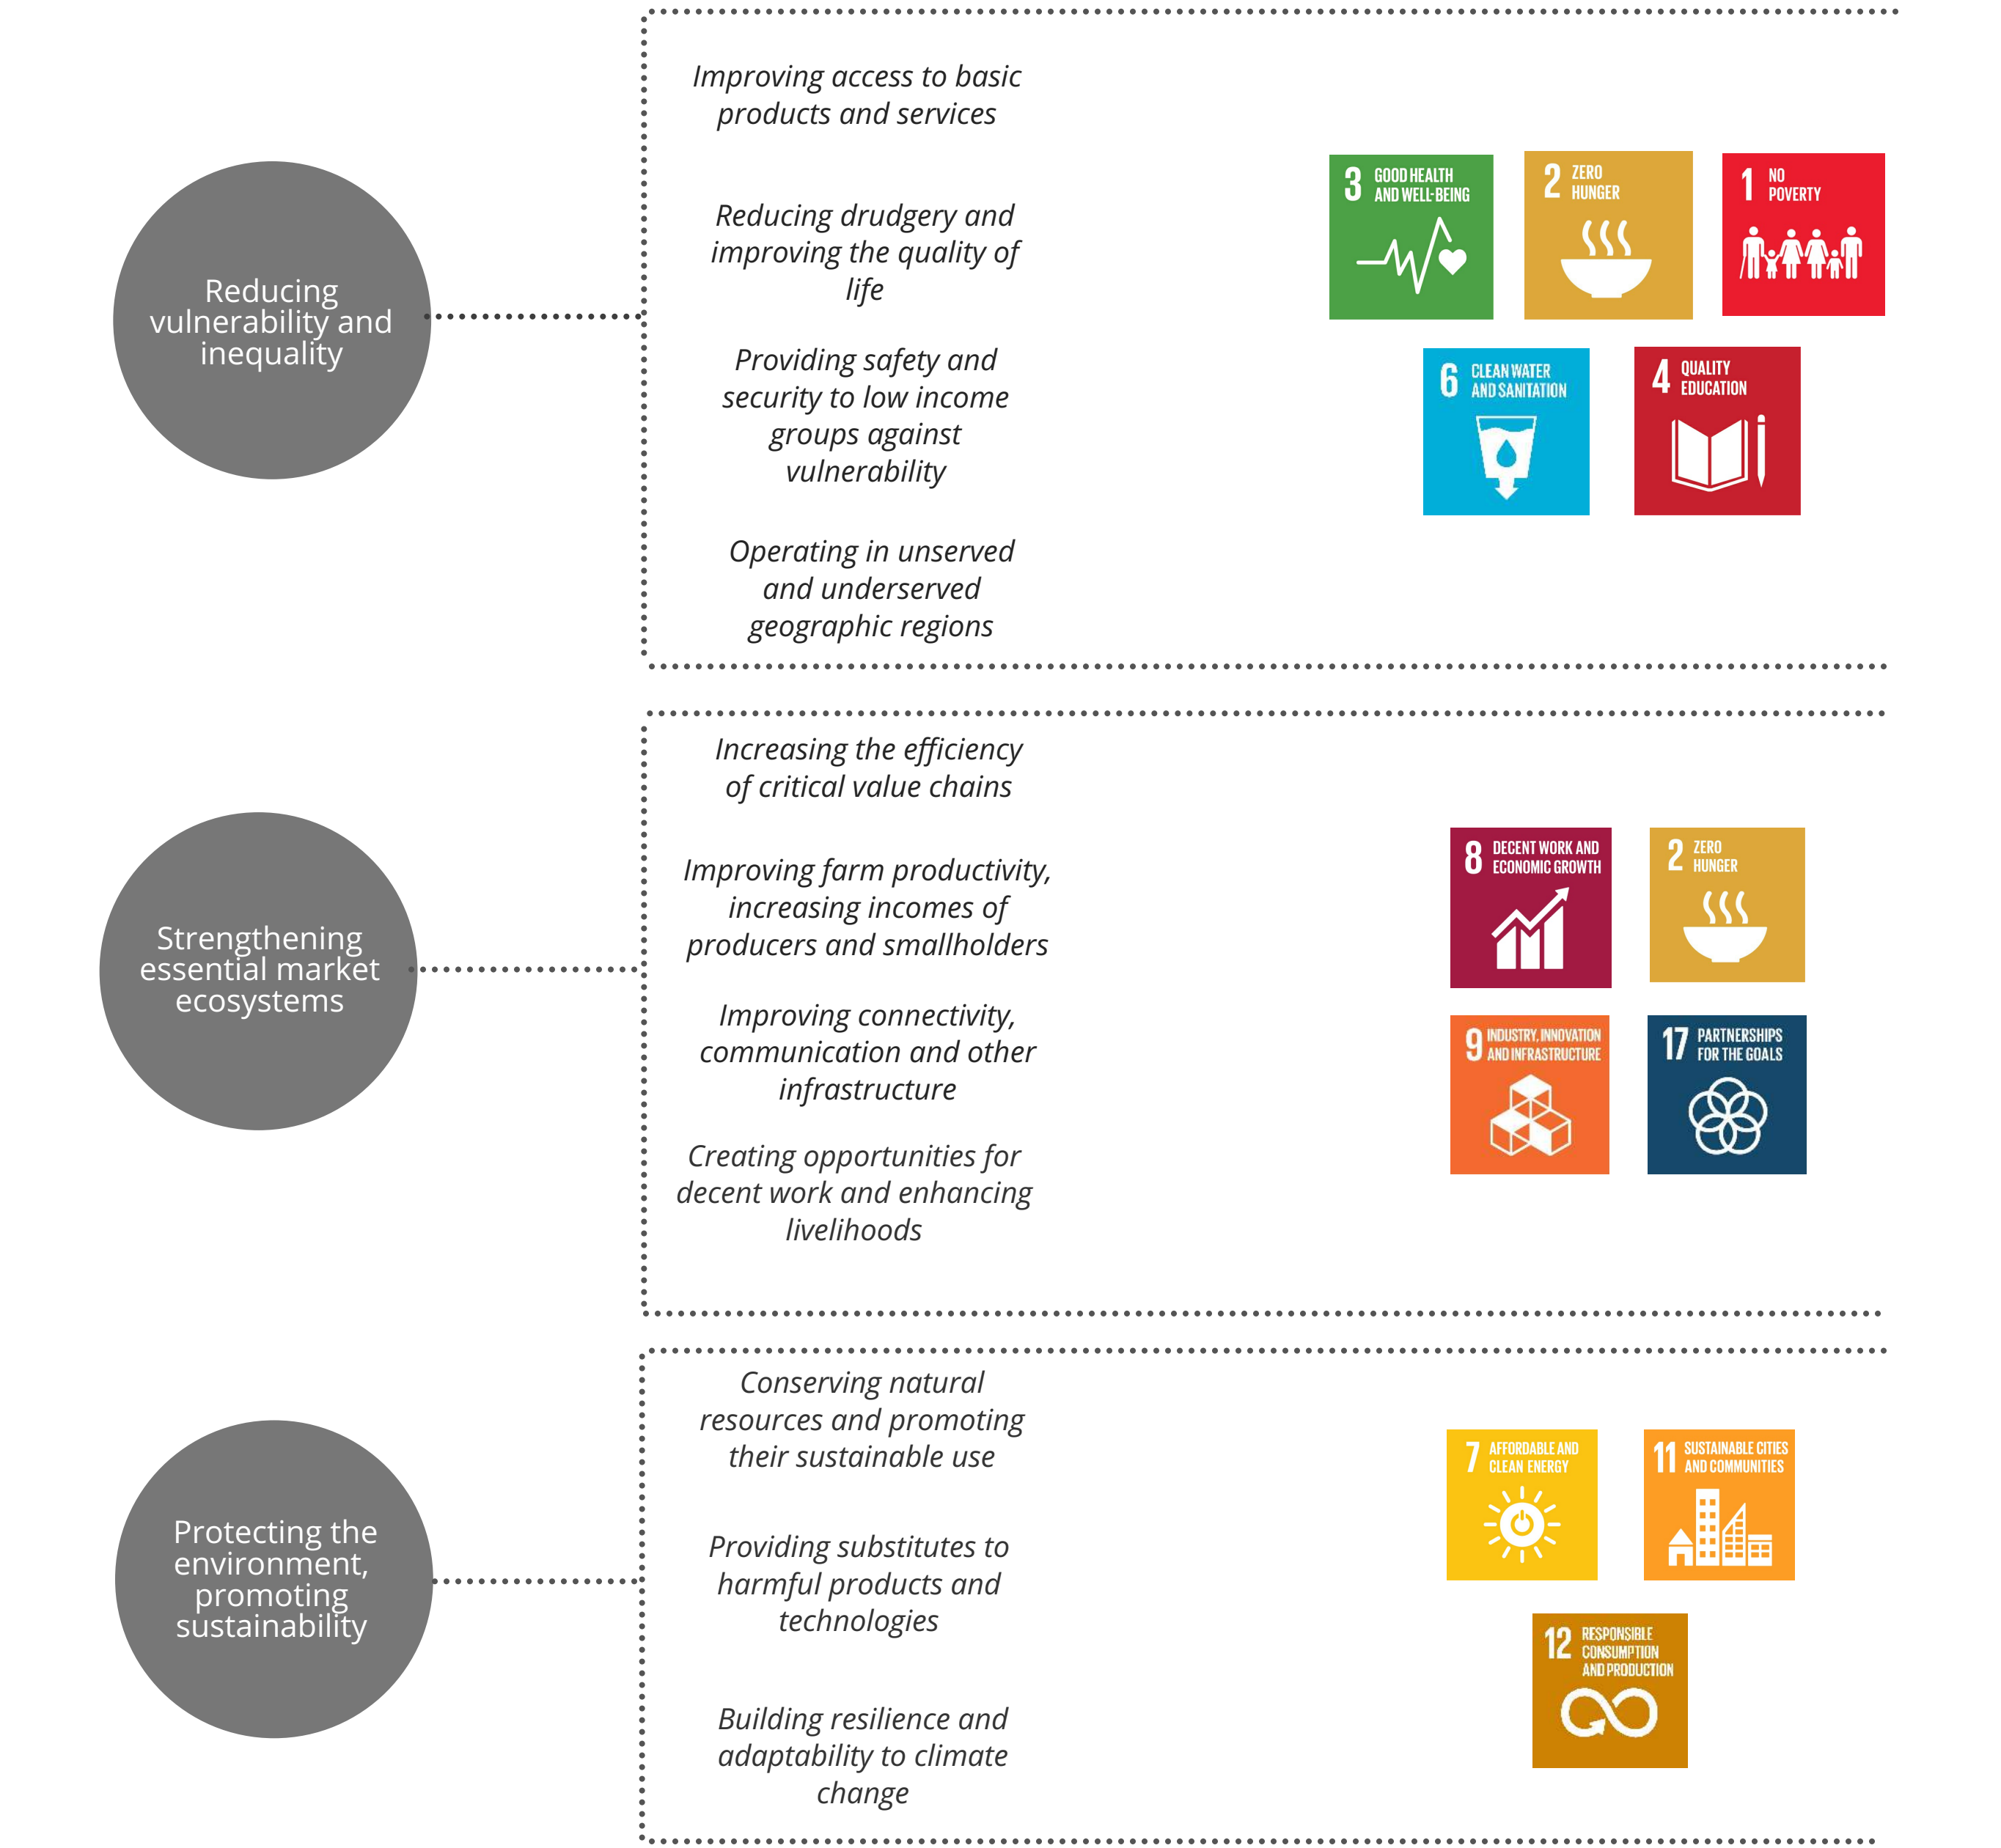 Reducing
vulnerability and
inequality
Improving access to basic
products and services
Reducing drudgery and
improving the quality of
life
Providing safety and
security to low income
groups against
vulnerability
Operating in unserved
and underserved
geographic regions
3 GOOD HEALTH
AND WELL-BEING
2 ZERO
HUNGER
1 NO
POVERTY
6 CLEAN WATER
AND SANITATION
4 QUALITY
EDUCATION
Strengthening
essential market
ecosystems
Increasing the efficiency
of critical value chains
Improving farm productivity,
increasing incomes of
producers and smallholders
Improving connectivity,
communication and other
infrastructure
Creating opportunities for
decent work and enhancing
livelihoods
8 DECENT WORK AND
ECONOMIC GROWTH
2 ZERO
HUNGER
9 INDUSTRY, INNOVATION
AND INFRASTRUCTURE
17 PARTNERSHIPS
FOR THE GOALS
Protecting the
environment,
promoting
sustainability
Conserving natural
resources and promoting
their sustainable use
Providing substitutes to
harmful products and
technologies
Building resilience and
adaptability to climate
change
7 AFFORDABLE AND
CLEAN ENERGY
11 SUSTAINABLE CITIES
AND COMMUNITIES
12 RESPONSIBLE
CONSUMPTION
AND PRODUCTION